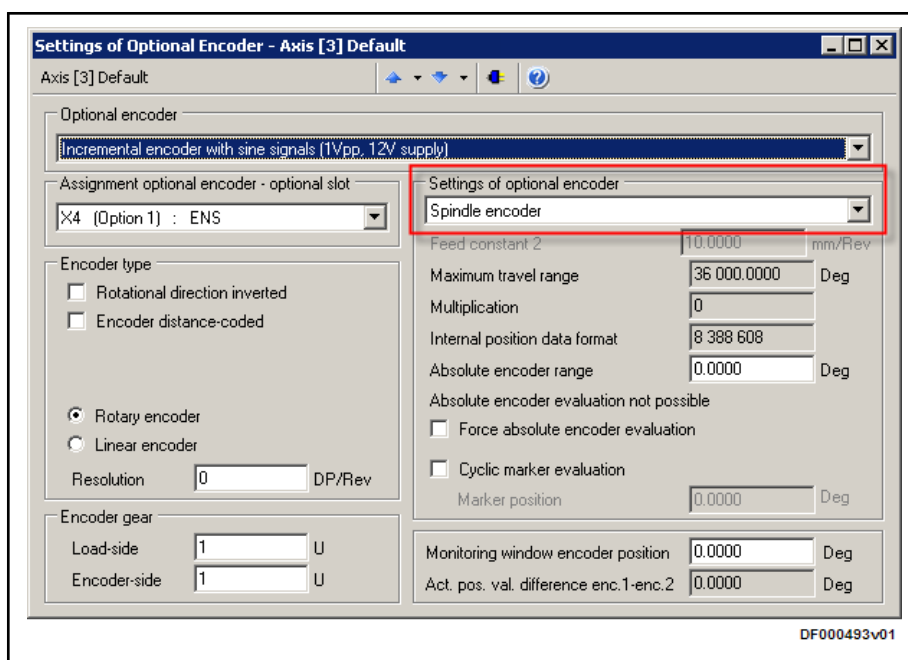 Settings of Optional Encoder - Axis [3] Default
Axis [3] Default
Optional encoder
Incremental encoder with sine signals (1Vpp, 12V supply)
Assignment optional encoder - optional slot
X4 (Option 1) : ENS
Encoder type
Rotational direction inverted
Encoder distance-coded
Rotary encoder
Linear encoder
Resolution 0 DP/Rev
Encoder gear
Load-side 1 U
Encoder-side 1 U
Settings of optional encoder
Spindle encoder
Feed constant 2 10.0000 mm/Rev
Maximum travel range 36 000.0000 Deg
Multiplication 0
Internal position data format 8 388 608
Absolute encoder range 0.0000 Deg
Absolute encoder evaluation not possible
Force absolute encoder evaluation
Cyclic marker evaluation
Marker position 0.0000 Deg
Monitoring window encoder position 0.0000 Deg
Act. pos. val. difference enc.1-enc.2 0.0000 Deg
DF000493v01